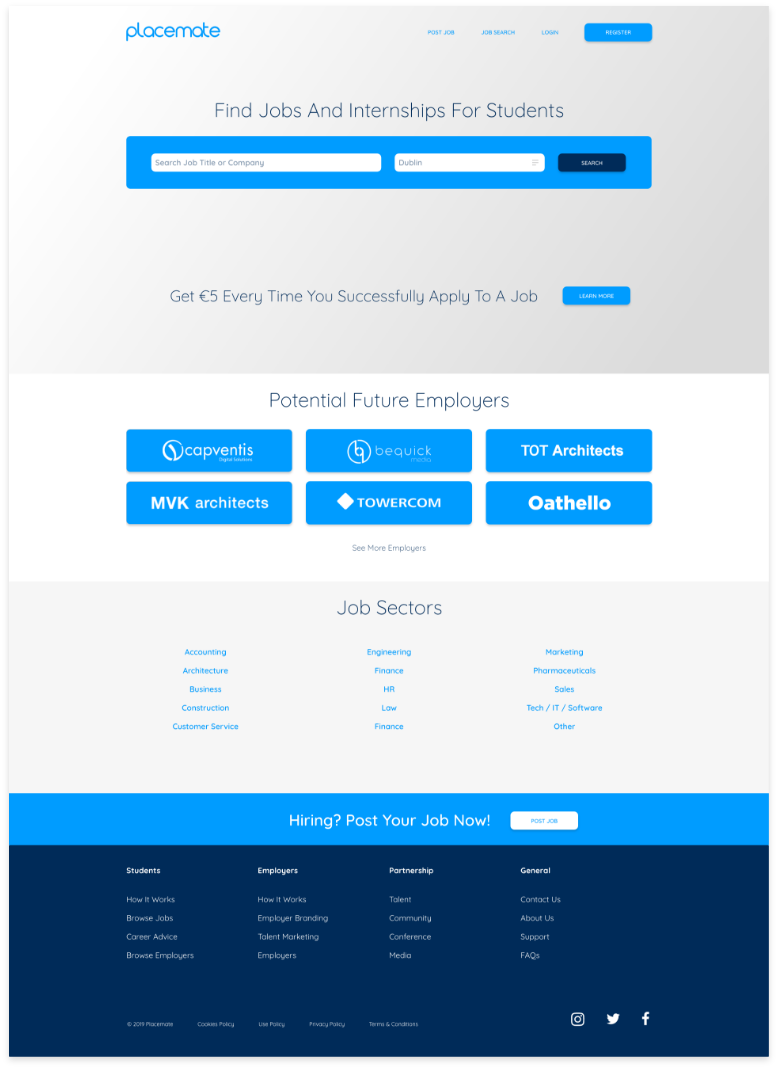 placemate
POST JOB JOB SEARCH LOGIN REGISTER
Find Jobs And Internships For Students
Search Job Title or Company Dublin SEARCH
Get €5 Every Time You Successfully Apply To A Job LEARN MORE
Potential Future Employers
capventis
Digital Solutions
bequick
media
TOT Architects
MVK architects
TOWERCOM
Oathello
See More Employers
Job Sectors
Accounting Engineering Marketing
Architecture Finance Pharmaceuticals
Business HR Sales
Construction Law Tech / IT / Software
Customer Service Finance Other
Hiring? Post Your Job Now! POST JOB
Students Employers Partnership General
How It Works How It Works Talent Contact Us
Browse Jobs Employer Branding Community About Us
Career Advice Talent Marketing Conference Support
Browse Employers Employers Media FAQs
© 2019 Placemate Cookies Policy Use Policy Privacy Policy Terms & Conditions